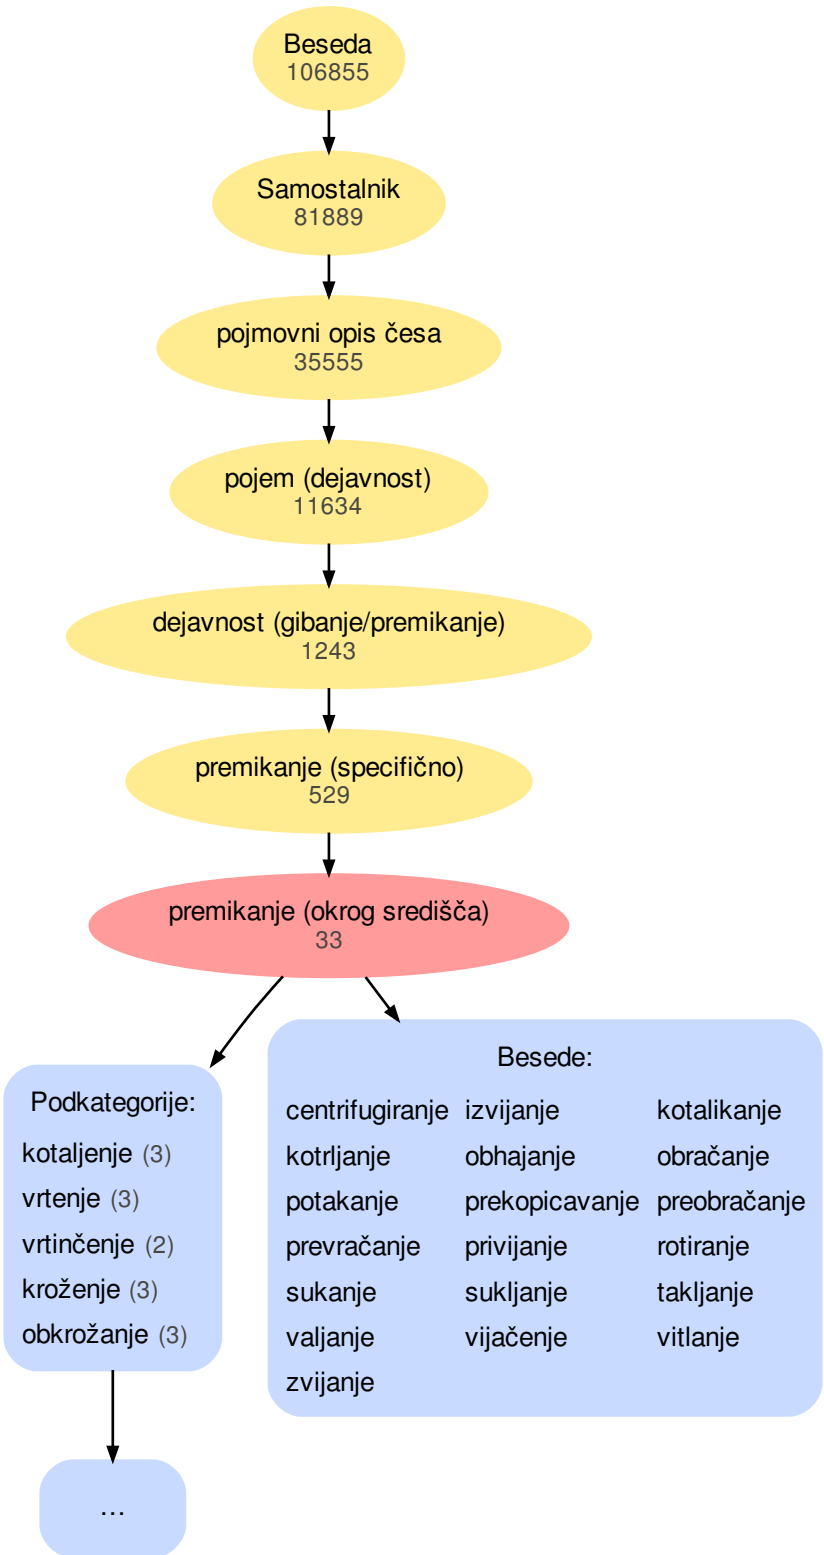 Beseda
106855
Samostalnik
81889
pojmovni opis česa
35555
pojem (dejavnost)
11634
dejavnost (gibanje/premikanje)
1243
premikanje (specifično)
529
premikanje (okrog središča)
33
Podkategorije:
kotaljenje (3)
vrtenje (3)
vrtinčenje (2)
kroženje (3)
obkrožanje (3)
...
Besede:
centrifugiranje izvijanje kotalikanje
kotrljanje obhajanje obračanje
potakanje prekopicavanje preobračanje
prevračanje privijanje rotiranje
sukanje sukljanje takljanje
valjanje vijačenje vitlanje
zvijanje